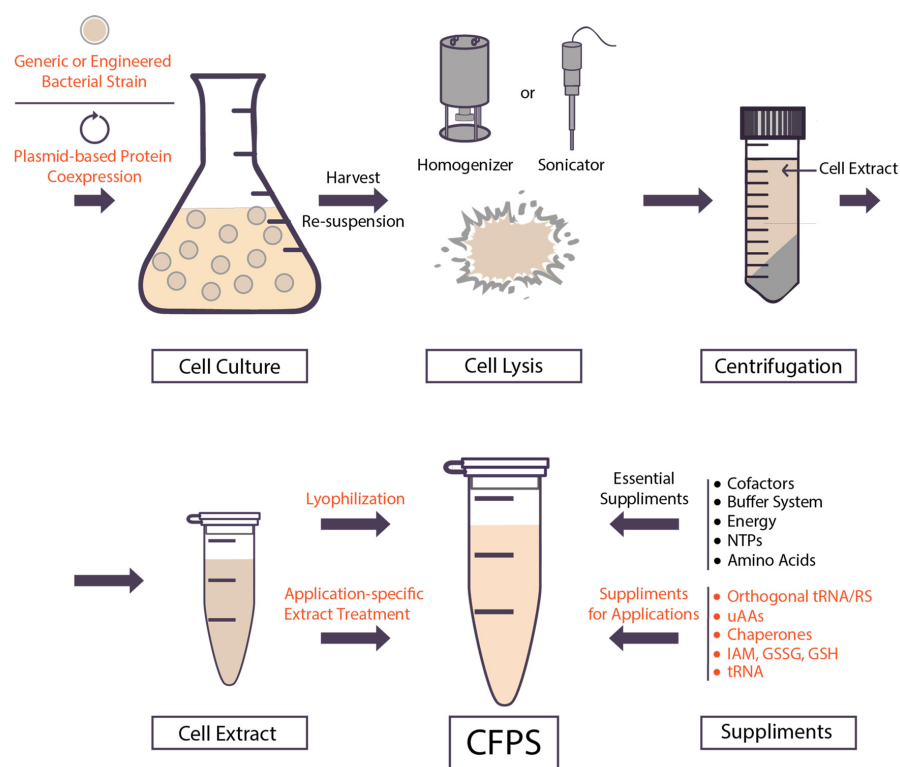 Generic or Engineered
Bacterial Strain
Plasmid-based Protein
Coexpression
Harvest
Re-suspension
or
Homogenizer
Sonicator
Cell Extract
Cell Culture
Cell Lysis
Centrifugation
Lyophilization
Application-specific
Extract Treatment
Essential
Suppliments
• Cofactors
• Buffer System
• Energy
• NTPs
• Amino Acids
Suppliments
for Applications
• Orthogonal tRNA/RS
• uAAs
• Chaperones
• IAM, GSSG, GSH
• tRNA
Cell Extract
CFPS
Suppliments